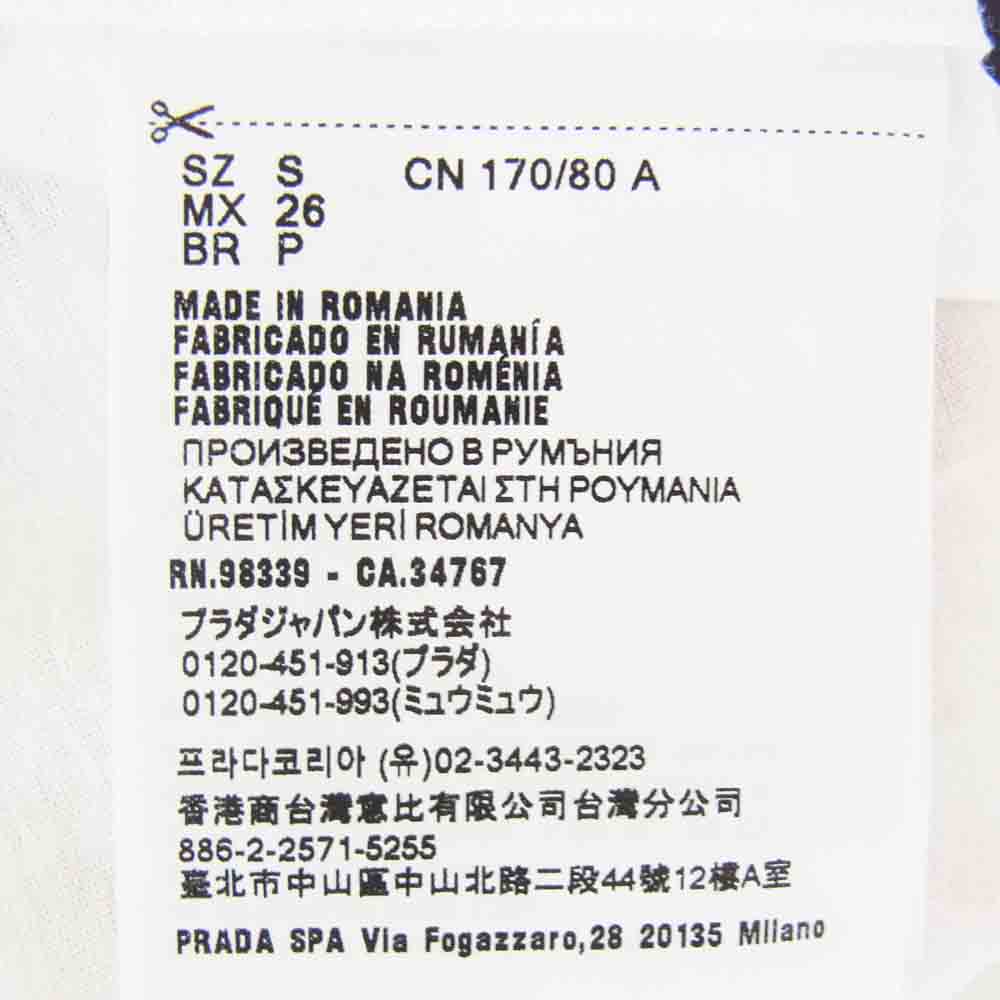 SZ S CN 170/80 A
MX 26
BR P
MADE IN ROMANIA
FABRICADO EN RUMANÍA
FABRICADO NA ROMÉNIA
FABRIQUÉ EN ROUMANIE
ПРОИЗВЕДЕНО В РУМЪНИЯ
ΚΑΤΑΣΚΕΥΑΖΕΤΑΙ ΣΤΗ ΡΟΥΜΑΝΙΑ
ÜRETİM YERİ ROMANYA
RN.98339 - CA.34767
プラダジャパン株式会社
0120-451-913(プラダ)
0120-451-993(ミュウミュウ)
프라다코리아 (유)02-3443-2323
香港商台灣意比有限公司台灣分公司
886-2-2571-5255
臺北市中山區中山北路二段44號12樓A室
PRADA SPA Via Fogazzaro,28 20135 Milano